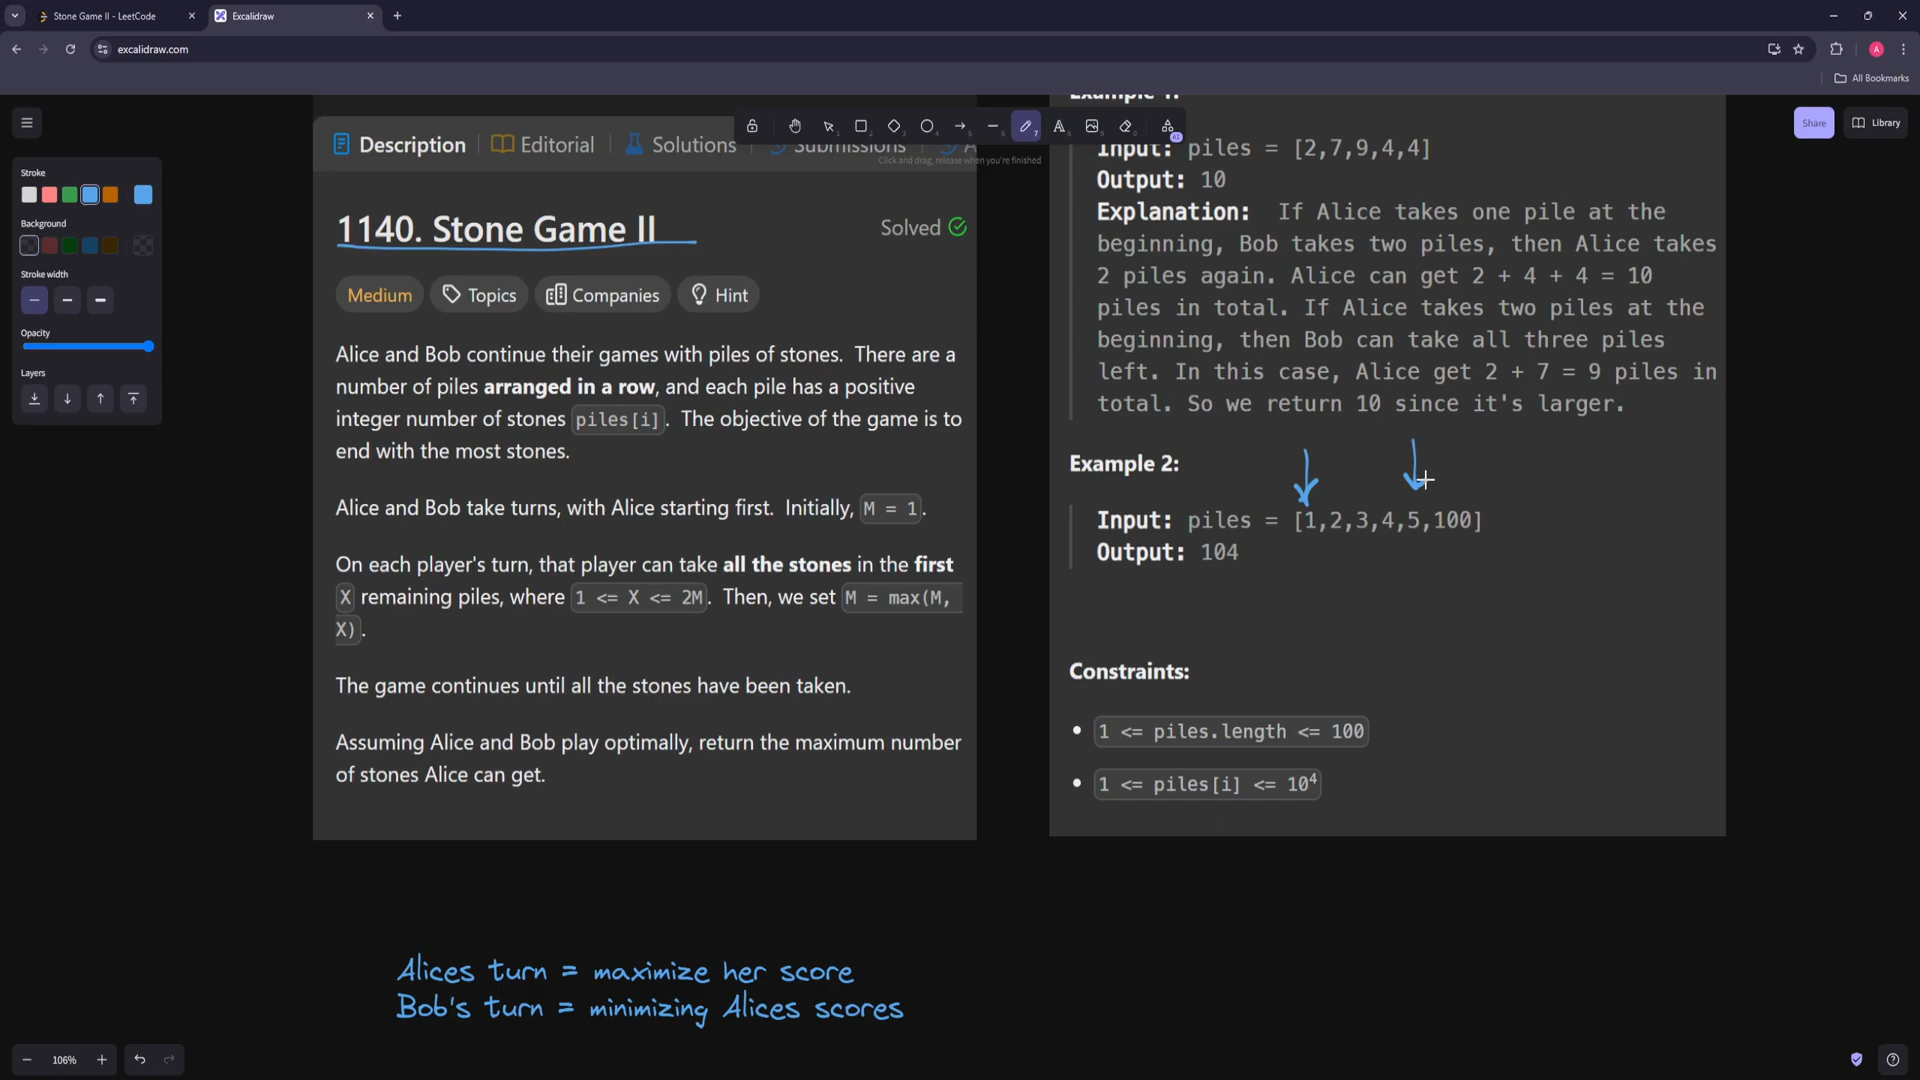 Stone Game II - LeetCode
Excalidraw
excalidraw.com
A
All Bookmarks
Share
Library
Click and drag, release when you're finished
Stroke
Background
Stroke width
Opacity
Layers
Description
Editorial
Solutions
Submissions
1140. Stone Game II
Solved
Medium
Topics
Companies
Hint
Alice and Bob continue their games with piles of stones. There are a
number of piles arranged in a row, and each pile has a positive
integer number of stones piles[i]. The objective of the game is to
end with the most stones.
Alice and Bob take turns, with Alice starting first. Initially, M = 1.
On each player's turn, that player can take all the stones in the first
X remaining piles, where 1 <= X <= 2M. Then, we set M = max(M,
X).
The game continues until all the stones have been taken.
Assuming Alice and Bob play optimally, return the maximum number
of stones Alice can get.
Example 1:
Input: piles = [2,7,9,4,4]
Output: 10
Explanation: If Alice takes one pile at the
beginning, Bob takes two piles, then Alice takes
2 piles again. Alice can get 2 + 4 + 4 = 10
piles in total. If Alice takes two piles at the
beginning, then Bob can take all three piles
left. In this case, Alice get 2 + 7 = 9 piles in
total. So we return 10 since it's larger.
Example 2:
Input: piles = [1,2,3,4,5,100]
Output: 104
Constraints:
1 <= piles.length <= 100
1 <= piles[i] <= 10⁴
Alices turn = maximize her score
Bob's turn = minimizing Alices scores
106%